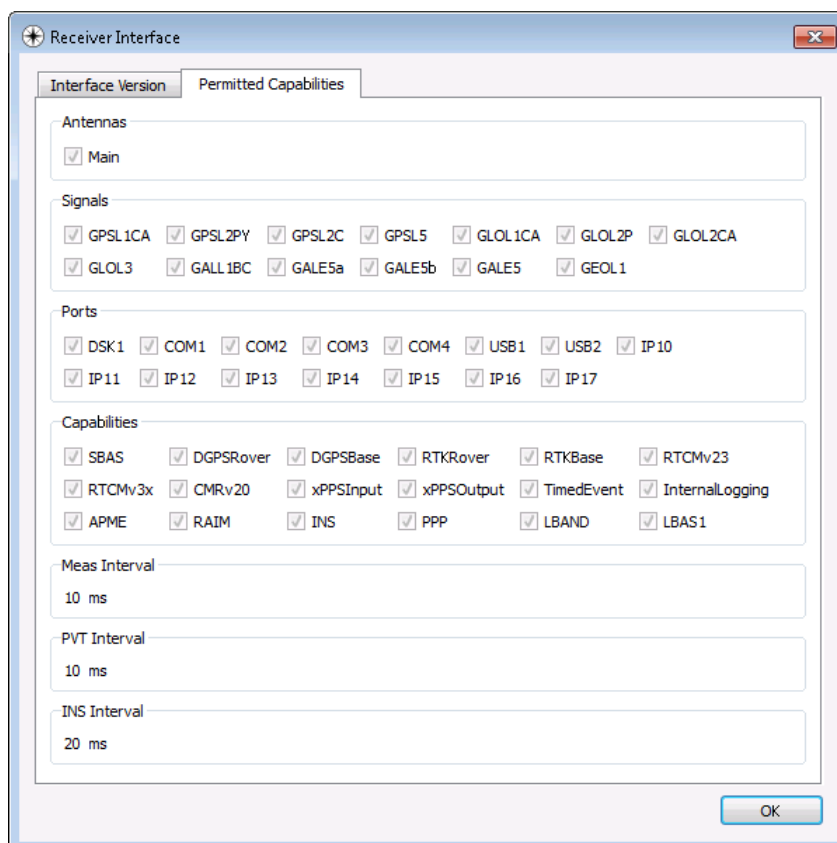 Receiver Interface
Interface Version Permitted Capabilities
Antennas
Main
Signals
GPSL1CA GPSL2PY GPSL2C GPSL5 GLOL1CA GLOL2P GLOL2CA
GLOL3 GALL1BC GALE5a GALE5b GALE5 GEOL1
Ports
DSK1 COM1 COM2 COM3 COM4 USB1 USB2 IP10
IP11 IP12 IP13 IP14 IP15 IP16 IP17
Capabilities
SBAS DGPSRover DGPSBase RTKRover RTKBase RTCMv23
RTCMv3x CMRv20 xPPSInput xPPSOutput TimedEvent InternalLogging
APME RAIM INS PPP LBAND LBAS1
Meas Interval
10 ms
PVT Interval
10 ms
INS Interval
20 ms
OK